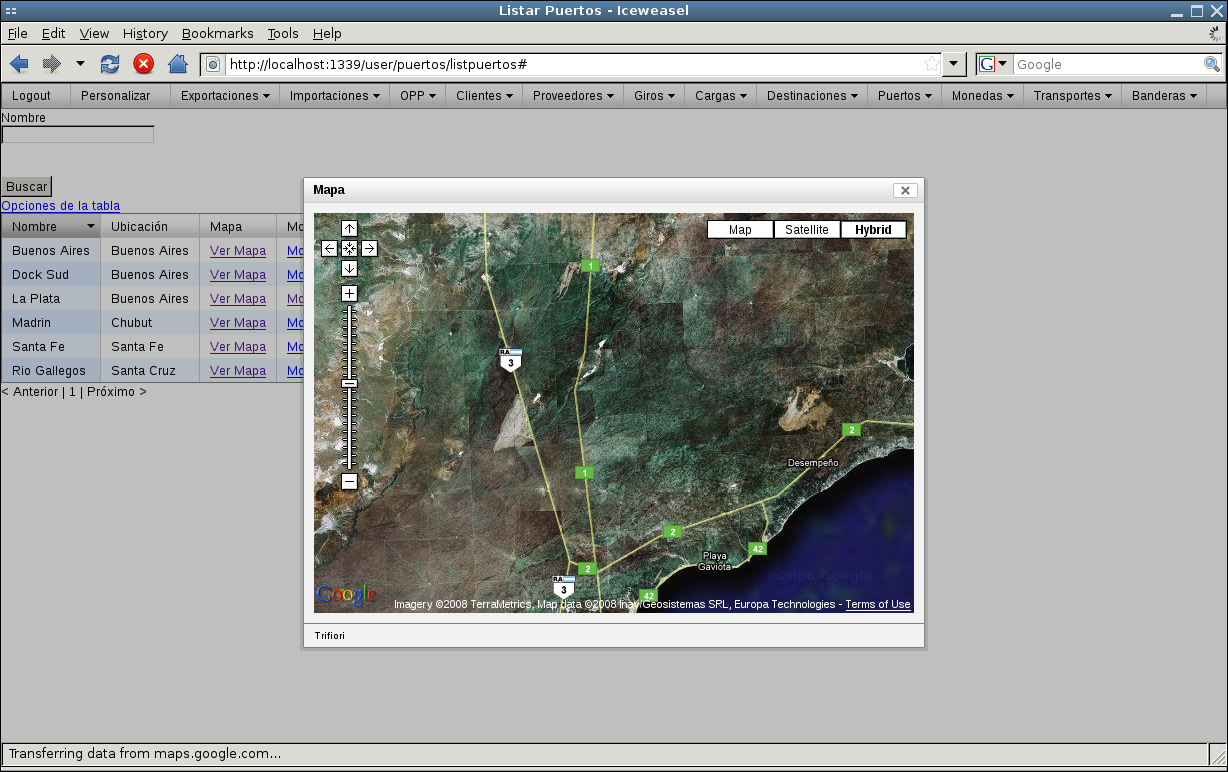 Listar Puertos - Iceweasel
File Edit View History Bookmarks Tools Help
http://localhost:1339/user/puertos/listpuertos#
G Google
Logout Personalizar Exportaciones Importaciones OPP Clientes Proveedores Giros Cargas Destinaciones Puertos Monedas Transportes Banderas
Nombre
Buscar
Opciones de la tabla
Nombre Ubicación Mapa Mo
Buenos Aires Buenos Aires Ver Mapa Mo
Dock Sud Buenos Aires Ver Mapa Mo
La Plata Buenos Aires Ver Mapa Mo
Madrin Chubut Ver Mapa Mo
Santa Fe Santa Fe Ver Mapa Mo
Rio Gallegos Santa Cruz Ver Mapa Mo
< Anterior | 1 | Próximo >
Mapa
Map Satellite Hybrid
1
RA
3
2
Desempeño
1
2
42
Playa
Gaviota
2
RA
3
42
©2008 Google
Google
Imagery ©2008 TerraMetrics, Map data ©2008 Inav/Geosistemas SRL, Europa Technologies - Terms of Use
Trifiori
Transferring data from maps.google.com...